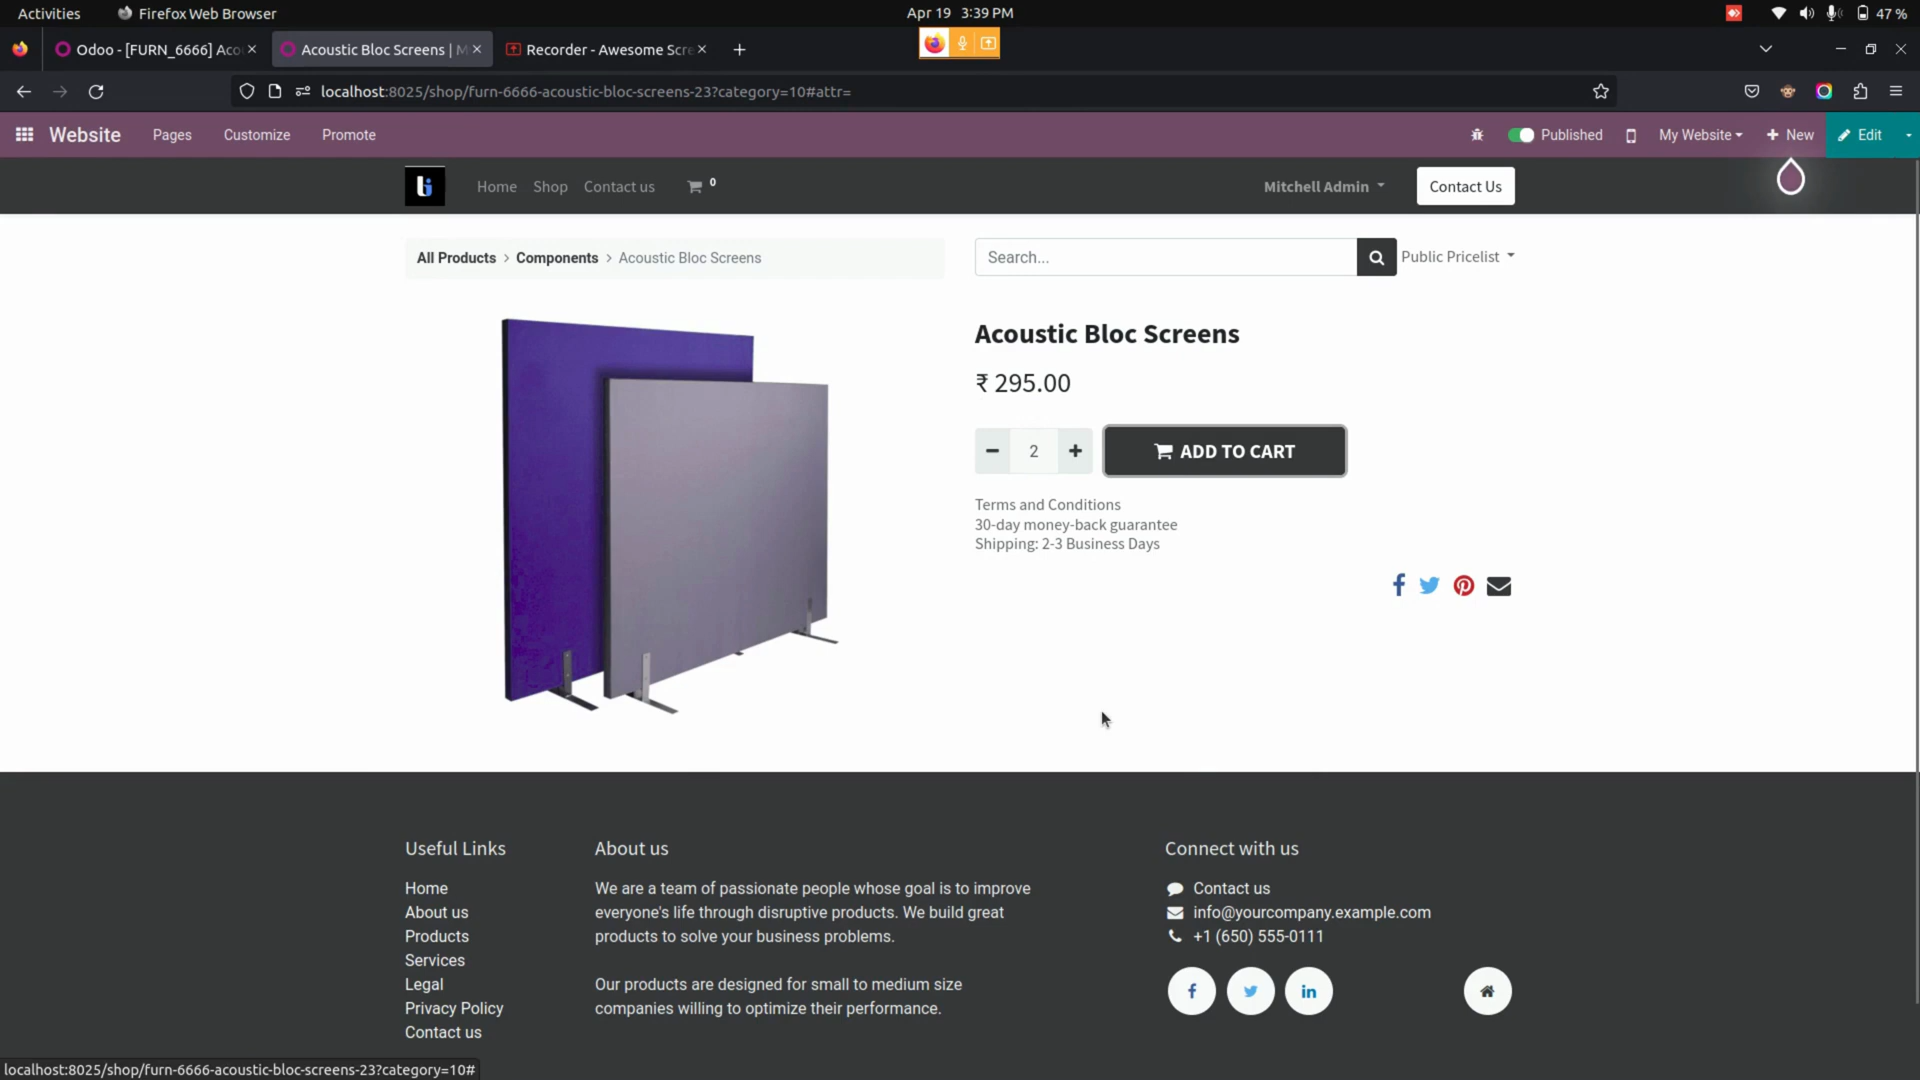 Activities
Firefox Web Browser
Apr 19 3:39 PM
47 %
Odoo - [FURN_6666] Aco
Acoustic Bloc Screens | M
Recorder - Awesome Scre
localhost:8025/shop/furn-6666-acoustic-bloc-screens-23?category=10#attr=
Website
Pages
Customize
Promote
Published
My Website
New
Edit
Home
Shop
Contact us
0
Mitchell Admin
Contact Us
All Products > Components > Acoustic Bloc Screens
Search...
Public Pricelist
Acoustic Bloc Screens
₹ 295.00
2
ADD TO CART
Terms and Conditions
30-day money-back guarantee
Shipping: 2-3 Business Days
Useful Links
Home
About us
Products
Services
Legal
Privacy Policy
Contact us
About us
We are a team of passionate people whose goal is to improve
everyone's life through disruptive products. We build great
products to solve your business problems.
Our products are designed for small to medium size
companies willing to optimize their performance.
Connect with us
Contact us
info@yourcompany.example.com
+1 (650) 555-0111
localhost:8025/shop/furn-6666-acoustic-bloc-screens-23?category=10#